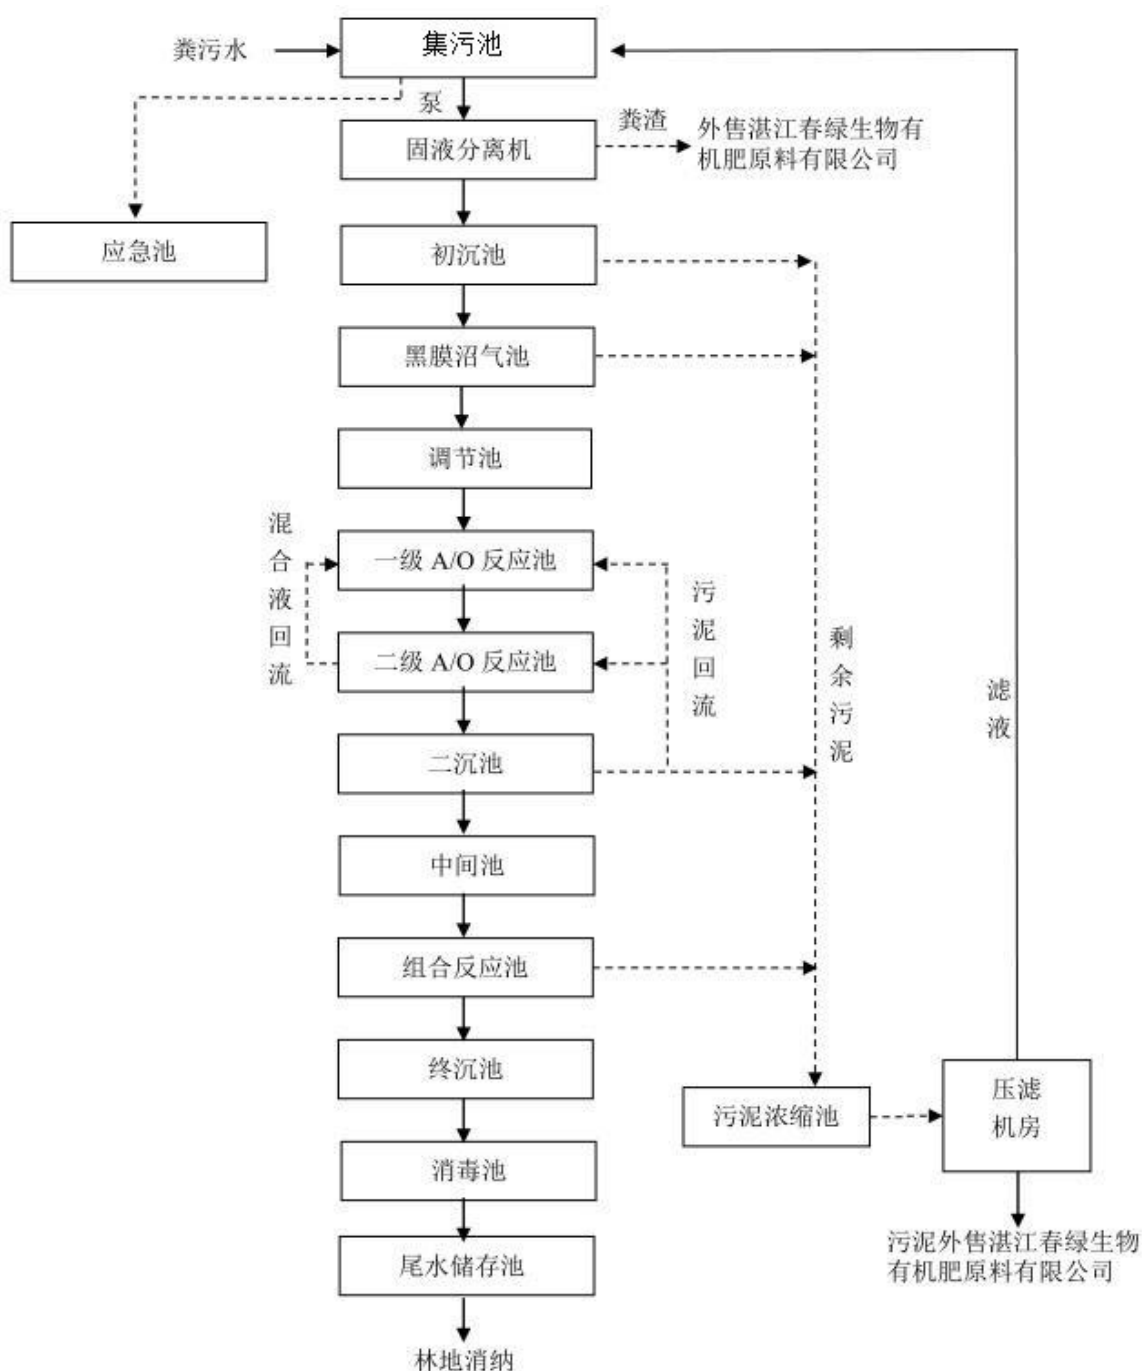 粪污水
集污池
泵
固液分离机
粪渣
外售湛江春绿生物有
机肥原料有限公司
应急池
初沉池
黑膜沼气池
调节池
混合液回流
一级 A/O 反应池
二级 A/O 反应池
污泥回流
剩余污泥
滤液
二沉池
中间池
组合反应池
终沉池
污泥浓缩池
压滤
机房
消毒池
污泥外售湛江春绿生物
有机肥原料有限公司
尾水储存池
林地消纳